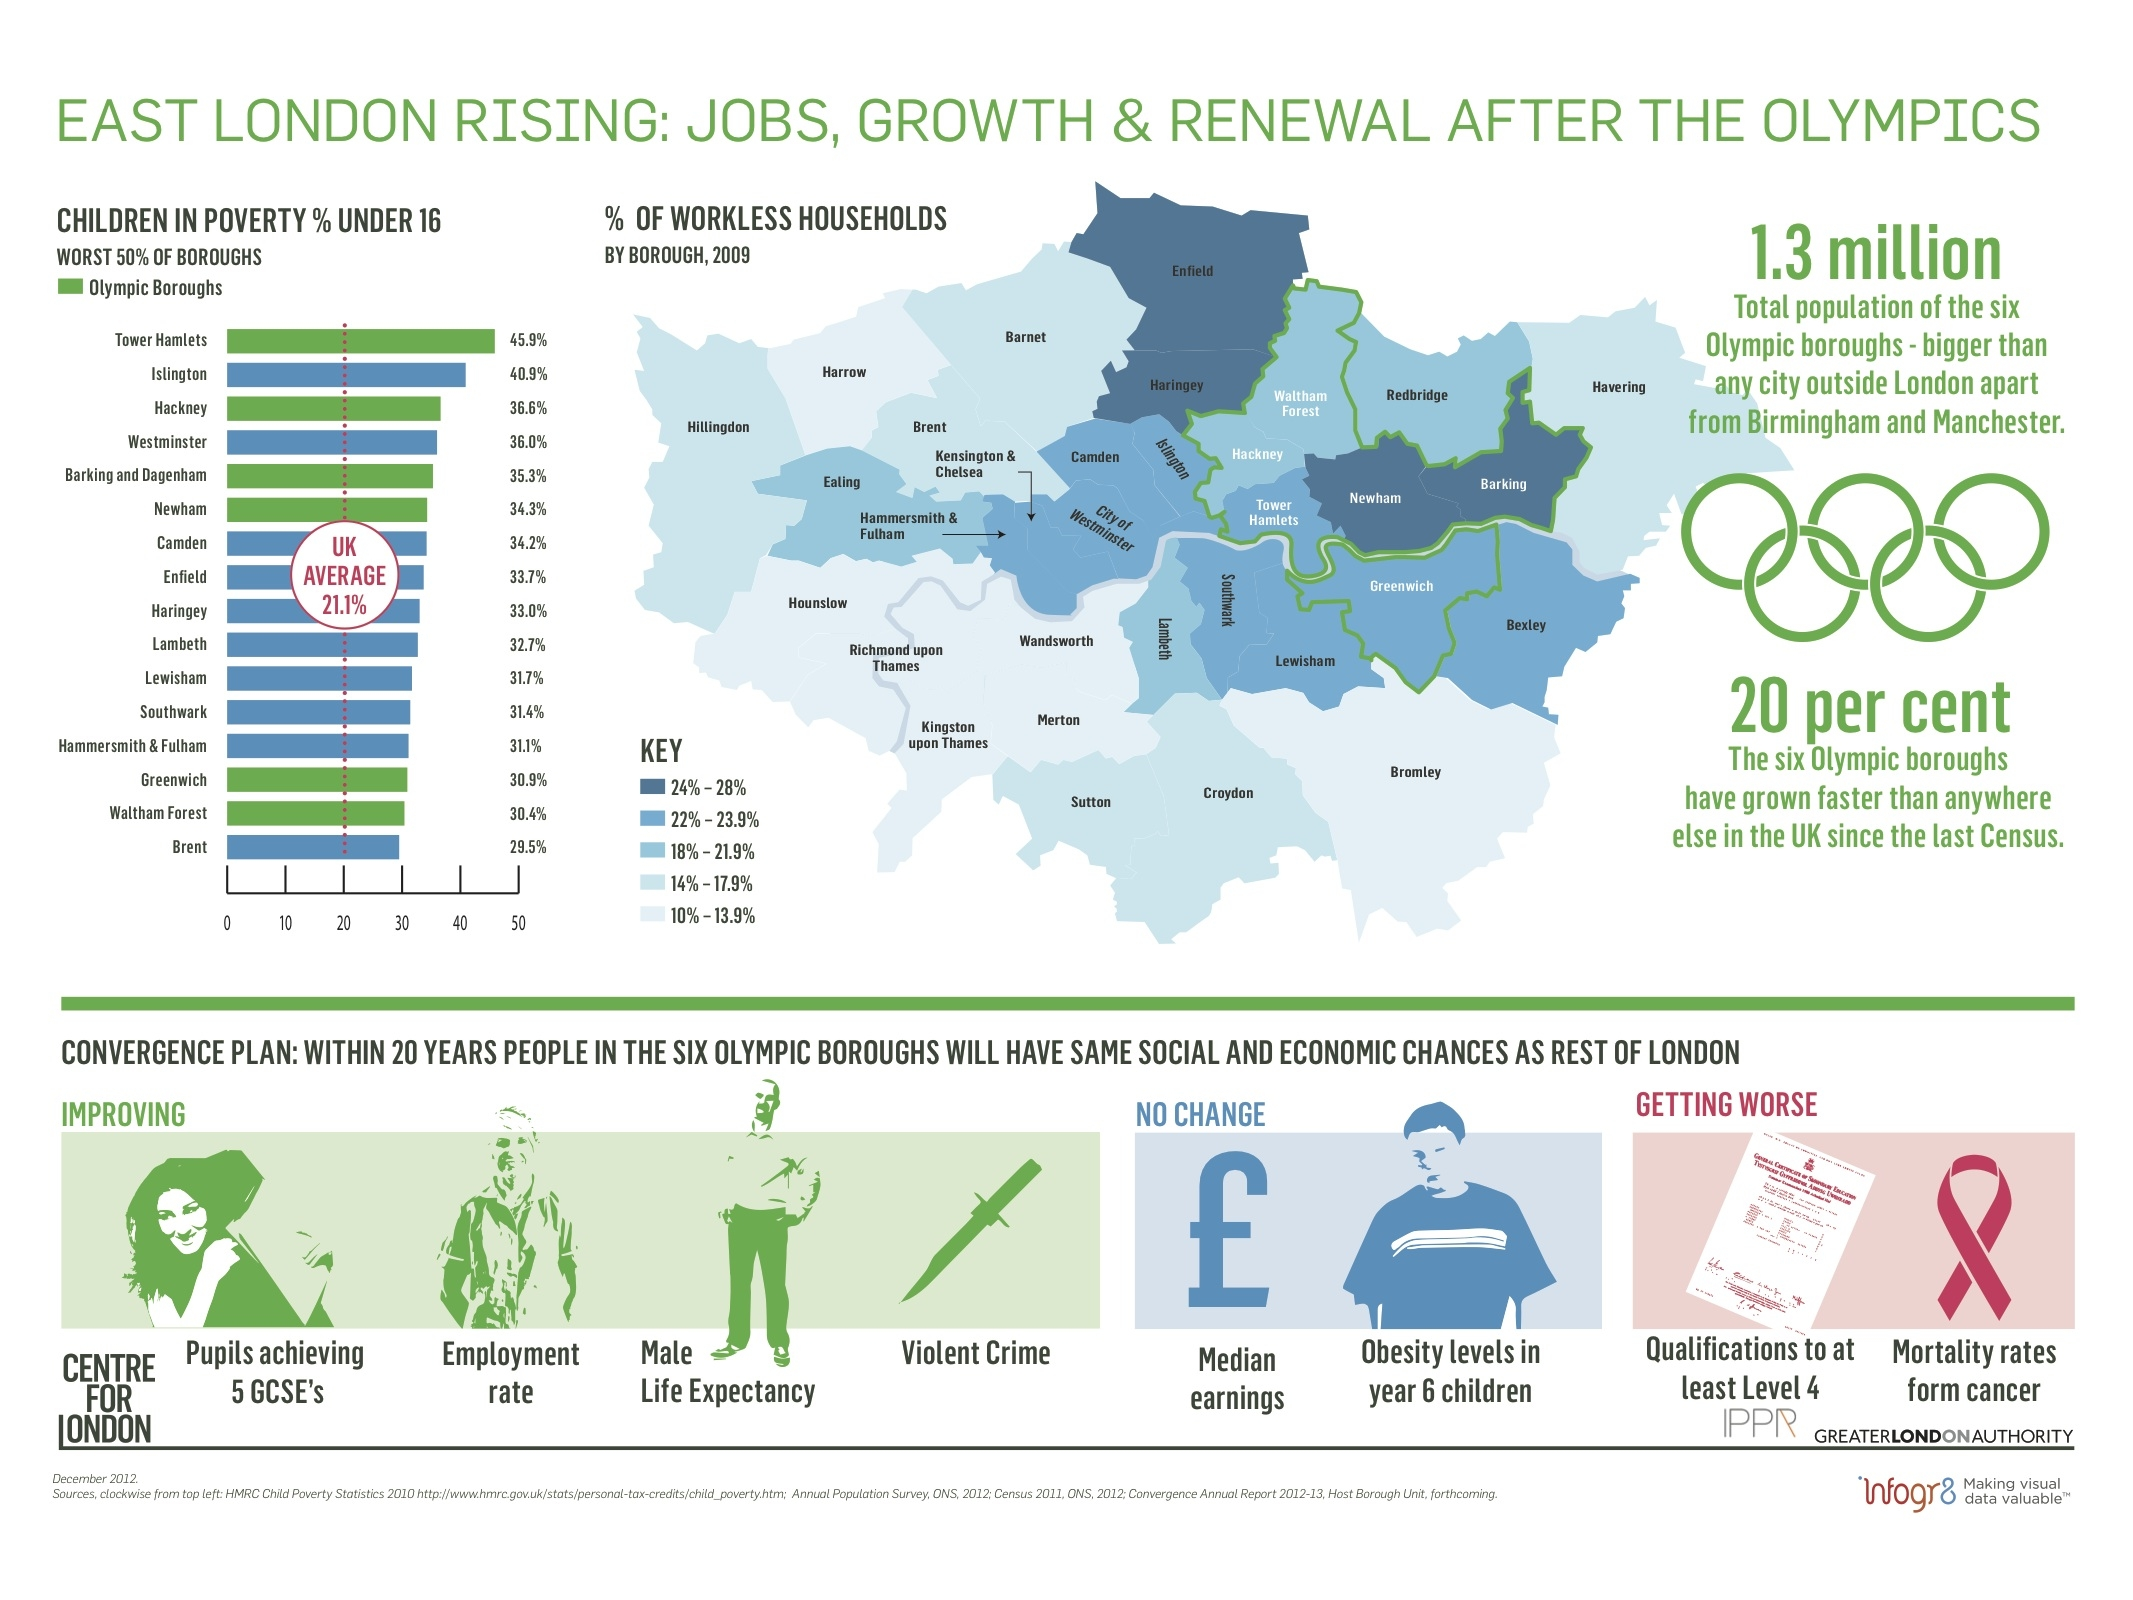 EAST LONDON RISING: JOBS, GROWTH & RENEWAL AFTER THE OLYMPICS
CHILDREN IN POVERTY % UNDER 16
WORST 50% OF BOROUGHS
Olympic Boroughs
Tower Hamlets 45.9%
Islington 40.9%
Hackney 36.6%
Westminster 36.0%
Barking and Dagenham 35.3%
Newham 34.3%
Camden 34.2%
Enfield 33.7%
Haringey 33.0%
Lambeth 32.7%
Lewisham 31.7%
Southwark 31.4%
Hammersmith & Fulham 31.1%
Greenwich 30.9%
Waltham Forest 30.4%
Brent 29.5%
UK
AVERAGE
21.1%
0 10 20 30 40 50
% OF WORKLESS HOUSEHOLDS
BY BOROUGH, 2009
Enfield
Barnet
Harrow
Haringey
Waltham
Forest
Redbridge
Havering
Hillingdon
Brent
Kensington &
Chelsea
Camden
Islington
Hackney
Ealing
Newham
Barking
Hammersmith &
Fulham
City of
Westminster
Tower
Hamlets
Hounslow
Southwark
Greenwich
Richmond upon
Thames
Wandsworth
Lambeth
Lewisham
Bexley
Kingston
upon Thames
Merton
Sutton
Croydon
Bromley
KEY
24% – 28%
22% – 23.9%
18% – 21.9%
14% – 17.9%
10% – 13.9%
1.3 million
Total population of the six
Olympic boroughs - bigger than
any city outside London apart
from Birmingham and Manchester.
20 per cent
The six Olympic boroughs
have grown faster than anywhere
else in the UK since the last Census.
CONVERGENCE PLAN: WITHIN 20 YEARS PEOPLE IN THE SIX OLYMPIC BOROUGHS WILL HAVE SAME SOCIAL AND ECONOMIC CHANCES AS REST OF LONDON
IMPROVING
Pupils achieving
5 GCSE's
Employment
rate
Male
Life Expectancy
Violent Crime
NO CHANGE
£
Median
earnings
Obesity levels in
year 6 children
GETTING WORSE
Qualifications to at
least Level 4
Mortality rates
form cancer
CENTRE
FOR
LONDON
IPPR
GREATERLONDONAUTHORITY
December 2012.
Sources, clockwise from top left: HMRC Child Poverty Statistics 2010 http://www.hmrc.gov.uk/stats/personal-tax-credits/child_poverty.htm; Annual Population Survey, ONS, 2012; Census 2011, ONS, 2012; Convergence Annual Report 2012-13, Host Borough Unit, forthcoming.
infogr8
Making visual
data valuable™